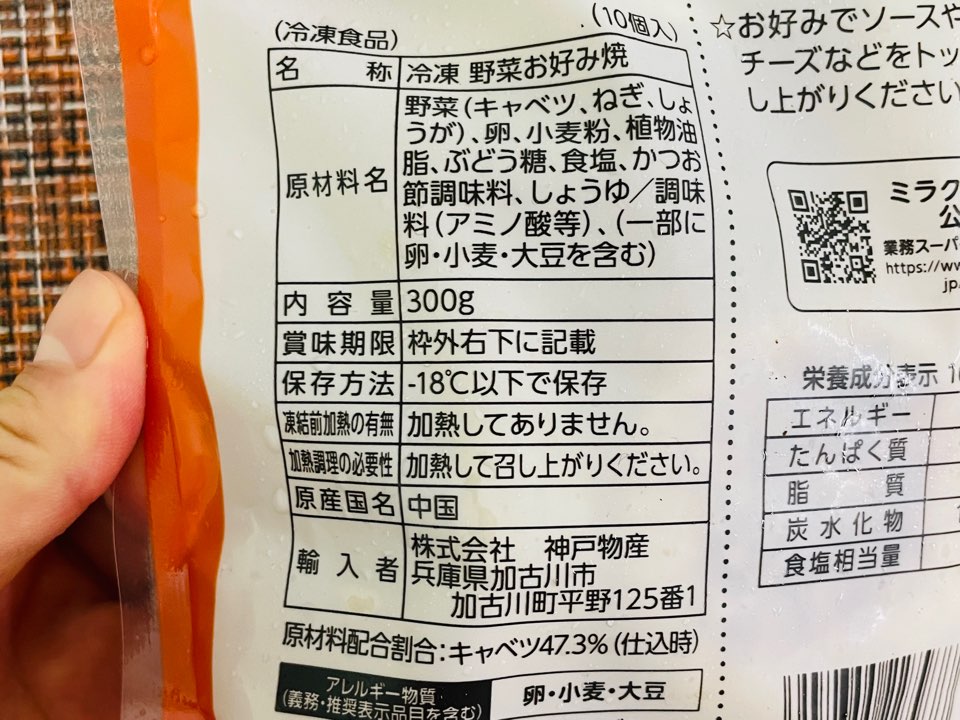 (冷凍食品)
(10個入)
名称 冷凍 野菜お好み焼
原材料名 野菜(キャベツ、ねぎ、しょ
うが)、卵、小麦粉、植物油
脂、ぶどう糖、食塩、かつお
節調味料、しょうゆ／調味
料(アミノ酸等)、(一部に
卵・小麦・大豆を含む)
内容量 300g
賞味期限 枠外右下に記載
保存方法 -18℃以下で保存
凍結前加熱の有無 加熱してありません。
加熱調理の必要性 加熱して召し上がりください。
原産国名 中国
輸入者 株式会社 神戸物産
兵庫県加古川市
加古川町平野125番1
原材料配合割合：キャベツ47.3%(仕込時)
アレルギー物質
(義務・推奨表示品目を含む)
卵・小麦・大豆
☆お好みでソースや
チーズなどをトッ
し上がりください
ミラク
公
業務スーパ
https://ww
jp
栄養成分表示
エネルギー
たんぱく質
脂質
炭水化物
食塩相当量